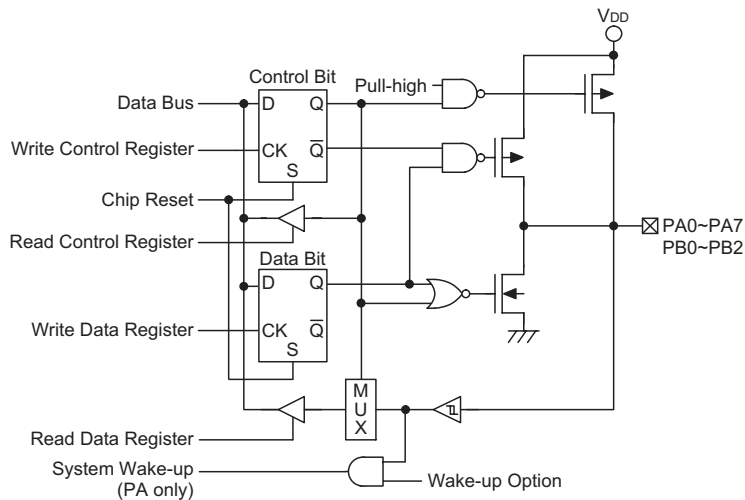 VDD
Control Bit
Pull-high
Data Bus
D
Q
Write Control Register
CK
Q
S
Chip Reset
PA0~PA7
PB0~PB2
Read Control Register
Data Bit
D
Q
Write Data Register
CK
Q
S
M
U
X
Read Data Register
System Wake-up
(PA only)
Wake-up Option